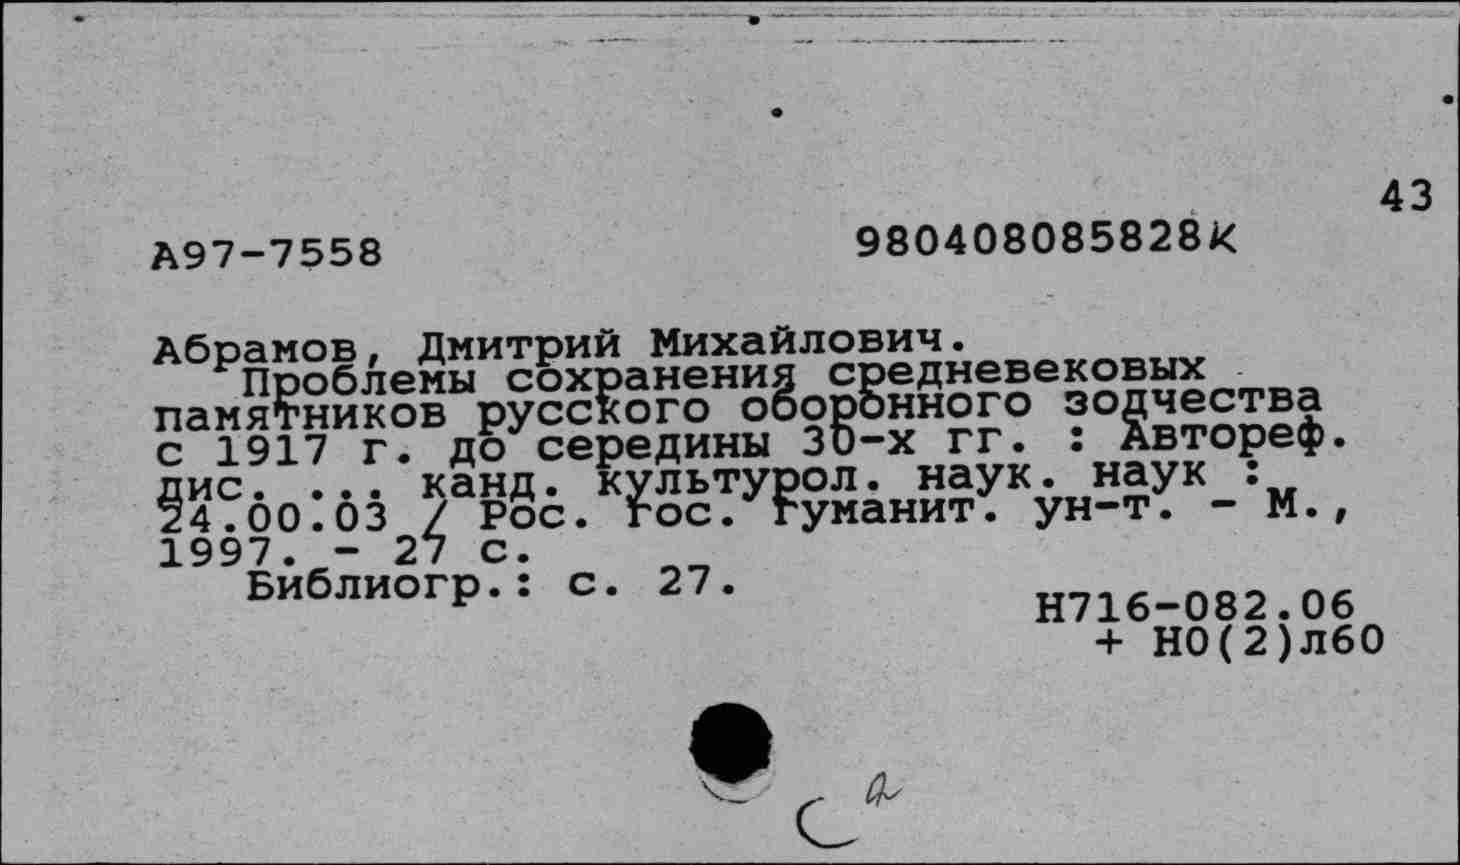 43
А97-7558
980408085828К
Абрамов, Дмитрий Михайлович.
Проблемы сохранения средневековых
памятников русского оборонного зодчества
с 1917 г. до середины 30-х гг. : Автореф.
дис. ... канд. культурол. наук. наук :
24.00.03 / Рос. гос. гуманит. ун-т. - М.,
1997. - 27 с.
Библиогр.: с. 27.
Н716-082.06
+ Н0(2)л60